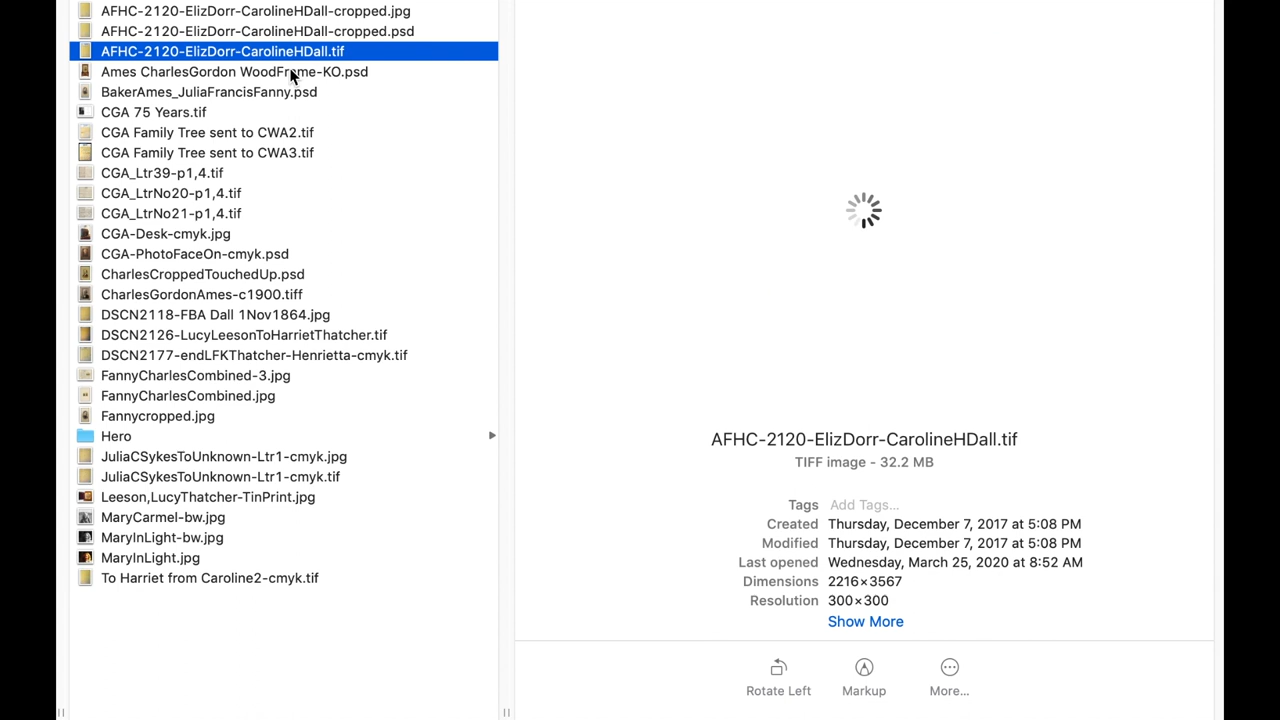 AFHC-2120-ElizDorr-CarolineHDall-cropped.jpg
AFHC-2120-ElizDorr-CarolineHDall-cropped.psd
AFHC-2120-ElizDorr-CarolineHDall.tif
Ames CharlesGordon WoodFrame-KO.psd
BakerAmes_JuliaFrancisFanny.psd
CGA 75 Years.tif
CGA Family Tree sent to CWA2.tif
CGA Family Tree sent to CWA3.tif
CGA_Ltr39-p1,4.tif
CGA_LtrNo20-p1,4.tif
CGA_LtrNo21-p1,4.tif
CGA-Desk-cmyk.jpg
CGA-PhotoFaceOn-cmyk.psd
CharlesCroppedTouchedUp.psd
CharlesGordonAmes-c1900.tiff
DSCN2118-FBA Dall 1Nov1864.jpg
DSCN2126-LucyLeesonToHarrietThatcher.tif
DSCN2177-endLFKThatcher-Henrietta-cmyk.tif
FannyCharlesCombined-3.jpg
FannyCharlesCombined.jpg
Fannycropped.jpg
Hero
JuliaCSykesToUnknown-Ltr1-cmyk.jpg
JuliaCSykesToUnknown-Ltr1-cmyk.tif
Leeson,LucyThatcher-TinPrint.jpg
MaryCarmel-bw.jpg
MaryInLight-bw.jpg
MaryInLight.jpg
To Harriet from Caroline2-cmyk.tif
AFHC-2120-ElizDorr-CarolineHDall.tif
TIFF image - 32.2 MB
Tags Add Tags...
Created Thursday, December 7, 2017 at 5:08 PM
Modified Thursday, December 7, 2017 at 5:08 PM
Last opened Wednesday, March 25, 2020 at 8:52 AM
Dimensions 2216×3567
Resolution 300×300
Show More
Rotate Left Markup More...